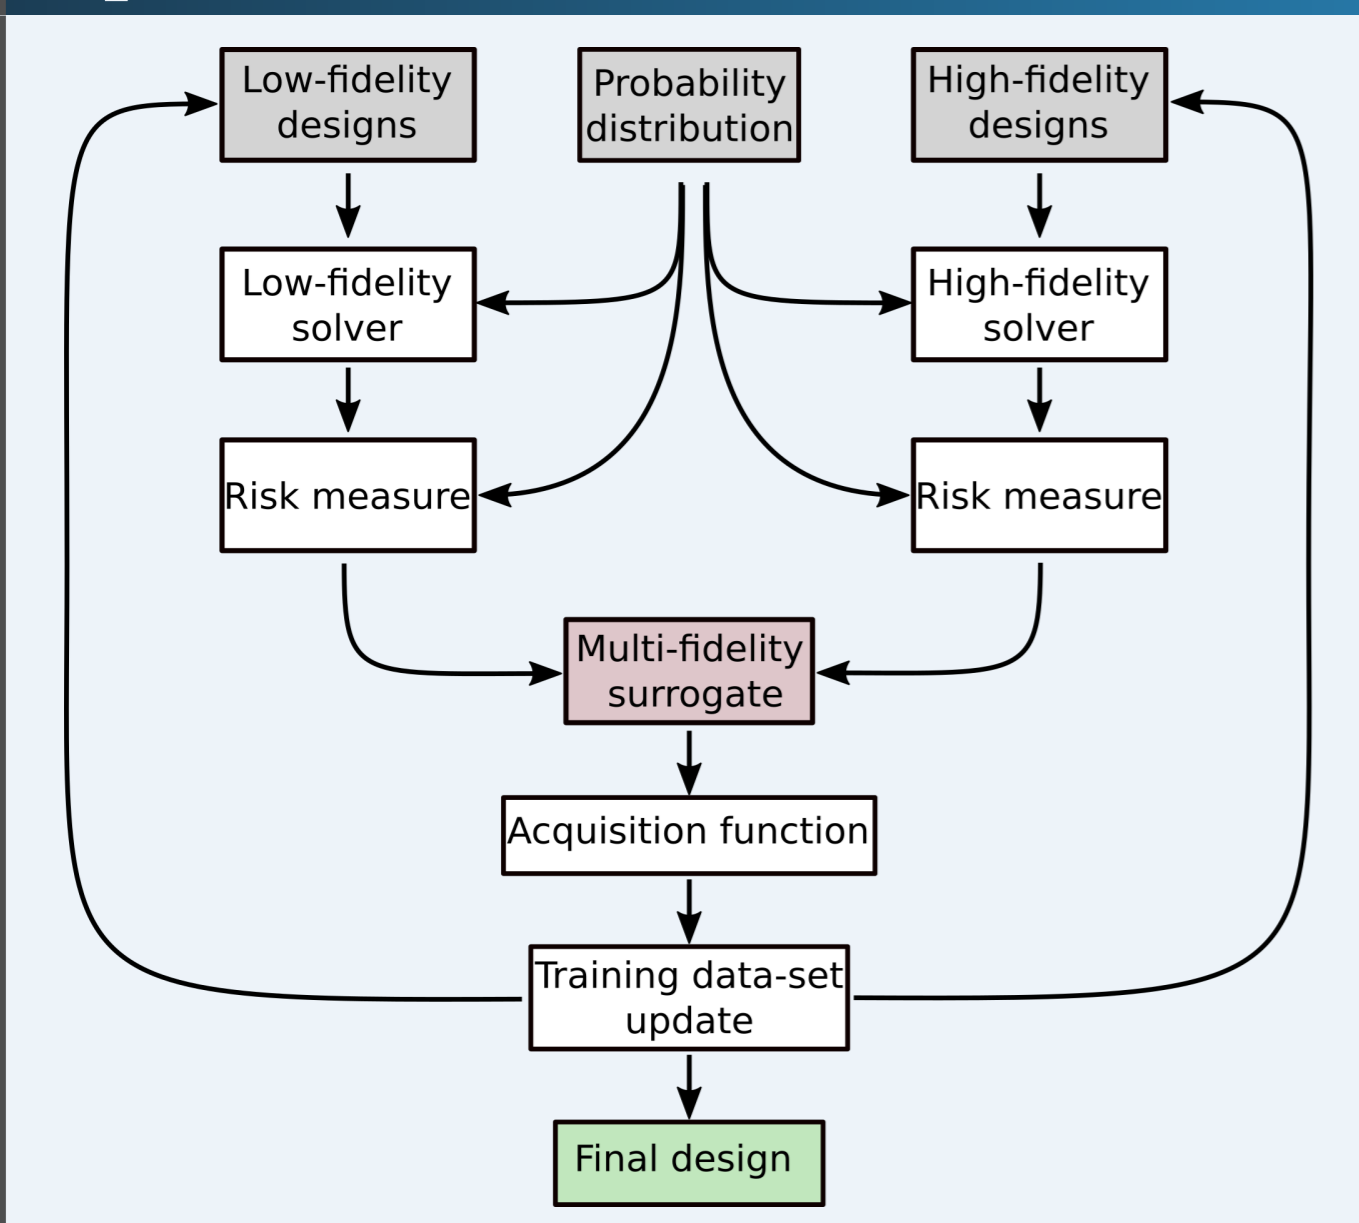 Low-fidelity
designs
Probability
distribution
High-fidelity
designs
Low-fidelity
solver
High-fidelity
solver
Risk measure
Risk measure
Multi-fidelity
surrogate
Acquisition function
Training data-set
update
Final design